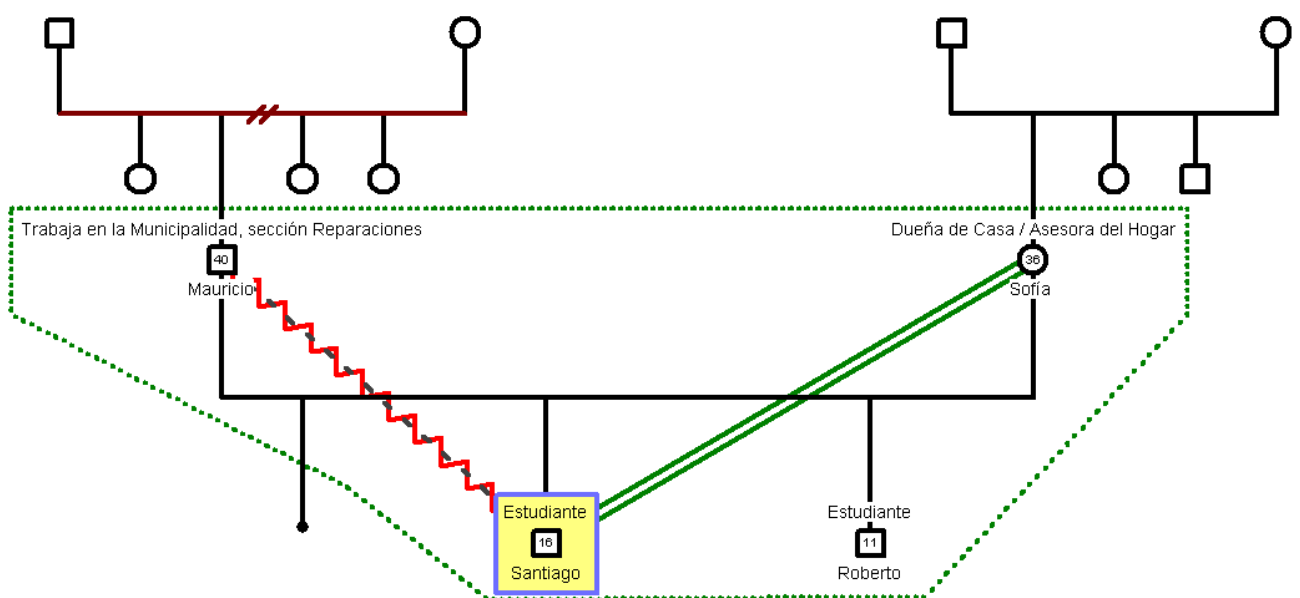 Trabaja en la Municipalidad, sección Reparaciones
Dueña de Casa / Asesora del Hogar
40
36
Mauricio
Sofía
Estudiante
Estudiante
16
11
Santiago
Roberto